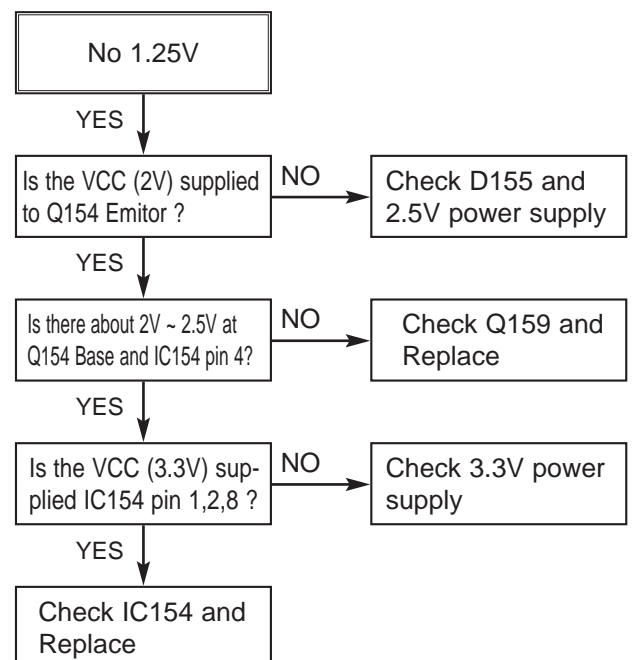 No 1.25V
YES
Is the VCC (2V) supplied
to Q154 Emitor ?
NO
Check D155 and
2.5V power supply
YES
Is there about 2V ~ 2.5V at
Q154 Base and IC154 pin 4?
NO
Check Q159 and
Replace
YES
Is the VCC (3.3V) sup-
plied IC154 pin 1,2,8 ?
NO
Check 3.3V power
supply
YES
Check IC154 and
Replace